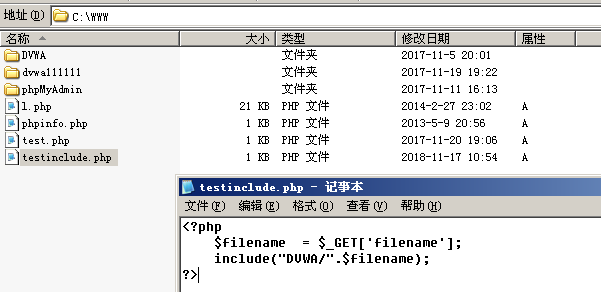 地址(D) C:\WWW
名称 大小 类型 修改日期 属性
DVWA 文件夹 2017-11-5 20:01
dvwa111111 文件夹 2017-11-19 19:22
phpMyAdmin 文件夹 2017-11-11 16:13
l.php 21 KB PHP 文件 2014-2-27 23:02 A
phpinfo.php 1 KB PHP 文件 2013-5-9 20:56 A
test.php 1 KB PHP 文件 2017-11-20 19:06 A
testinclude.php 1 KB PHP 文件 2018-11-17 10:54 A
testinclude.php - 记事本
文件(F) 编辑(E) 格式(O) 查看(V) 帮助(H)
<?php
    $filename  = $_GET['filename'];
    include("DVWA/".$filename);
?>